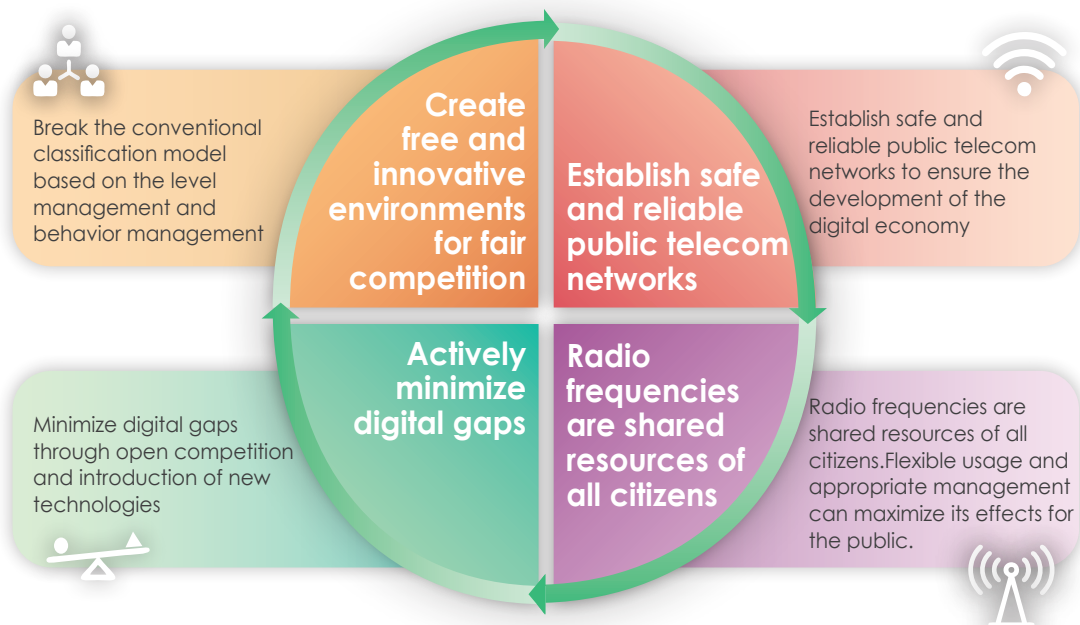 Break the conventional
classification model
based on the level
management and
behavior management
Create
free and
innovative
environments
for fair
competition
Establish safe
and reliable
public telecom
networks
Establish safe and
reliable public telecom
networks to ensure the
development of the
digital economy
Minimize digital gaps
through open competition
and introduction of new
technologies
Actively
minimize
digital gaps
Radio
frequencies
are shared
resources of
all citizens
Radio frequencies are
shared resources of all
citizens.Flexible usage and
appropriate management
can maximize its effects for
the public.